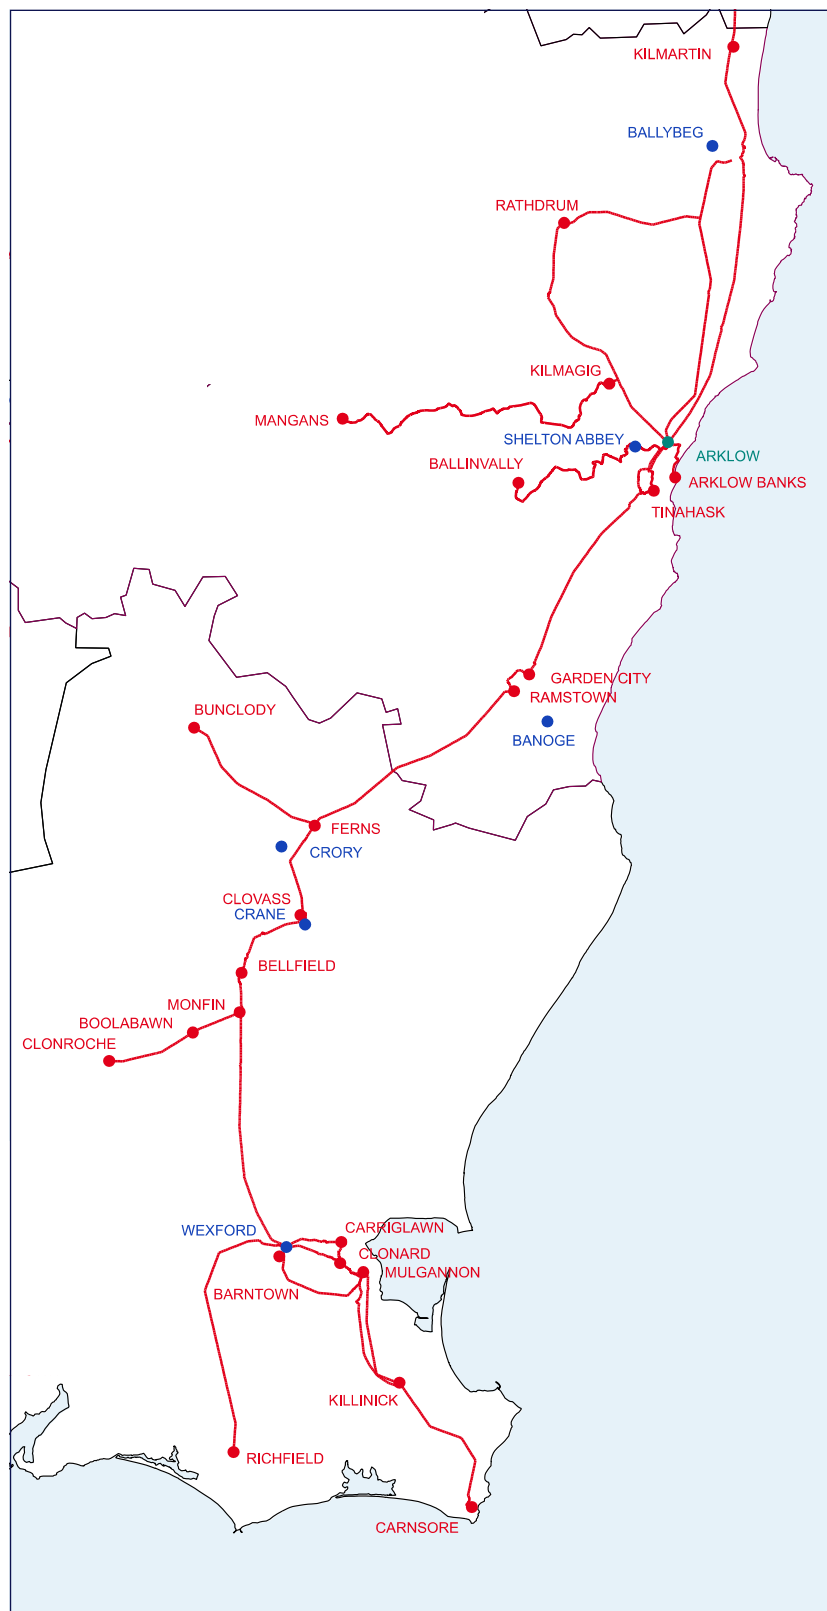 KILMARTIN
BALLYBEG
RATHDRUM
KILMAGIG
MANGANS
SHELTON ABBEY
ARKLOW
BALLINVALLY
ARKLOW BANKS
TINAHASK
GARDEN CITY
RAMSTOWN
BUNCLODY
BANOGE
FERNS
CRORY
CLOVASS
CRANE
BELLFIELD
MONFIN
BOOLABAWN
CLONROCHE
CARRIGLAWN
WEXFORD
CLONARD
MULGANNON
BARNTOWN
KILLINICK
RICHFIELD
CARNSORE